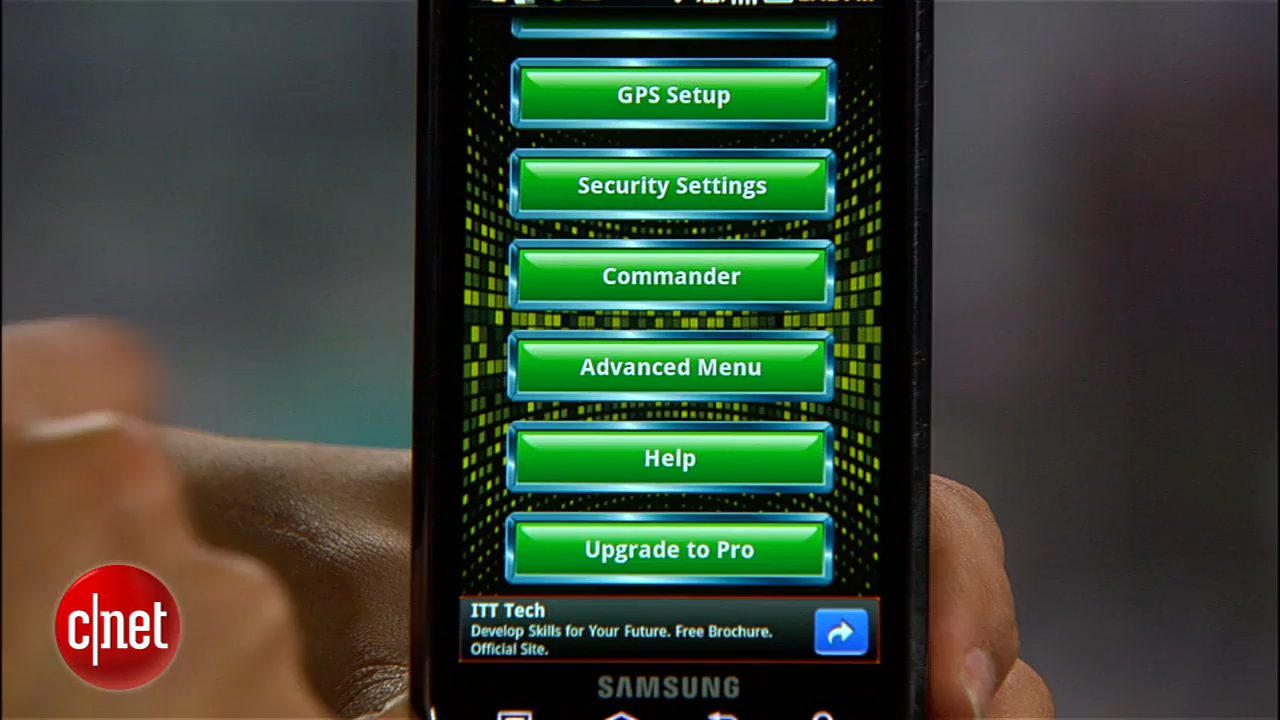 GPS Setup
Security Settings
Commander
Advanced Menu
Help
Upgrade to Pro
ITT Tech
Develop Skills for Your Future. Free Brochure.
Official Site.
SAMSUNG
c|net